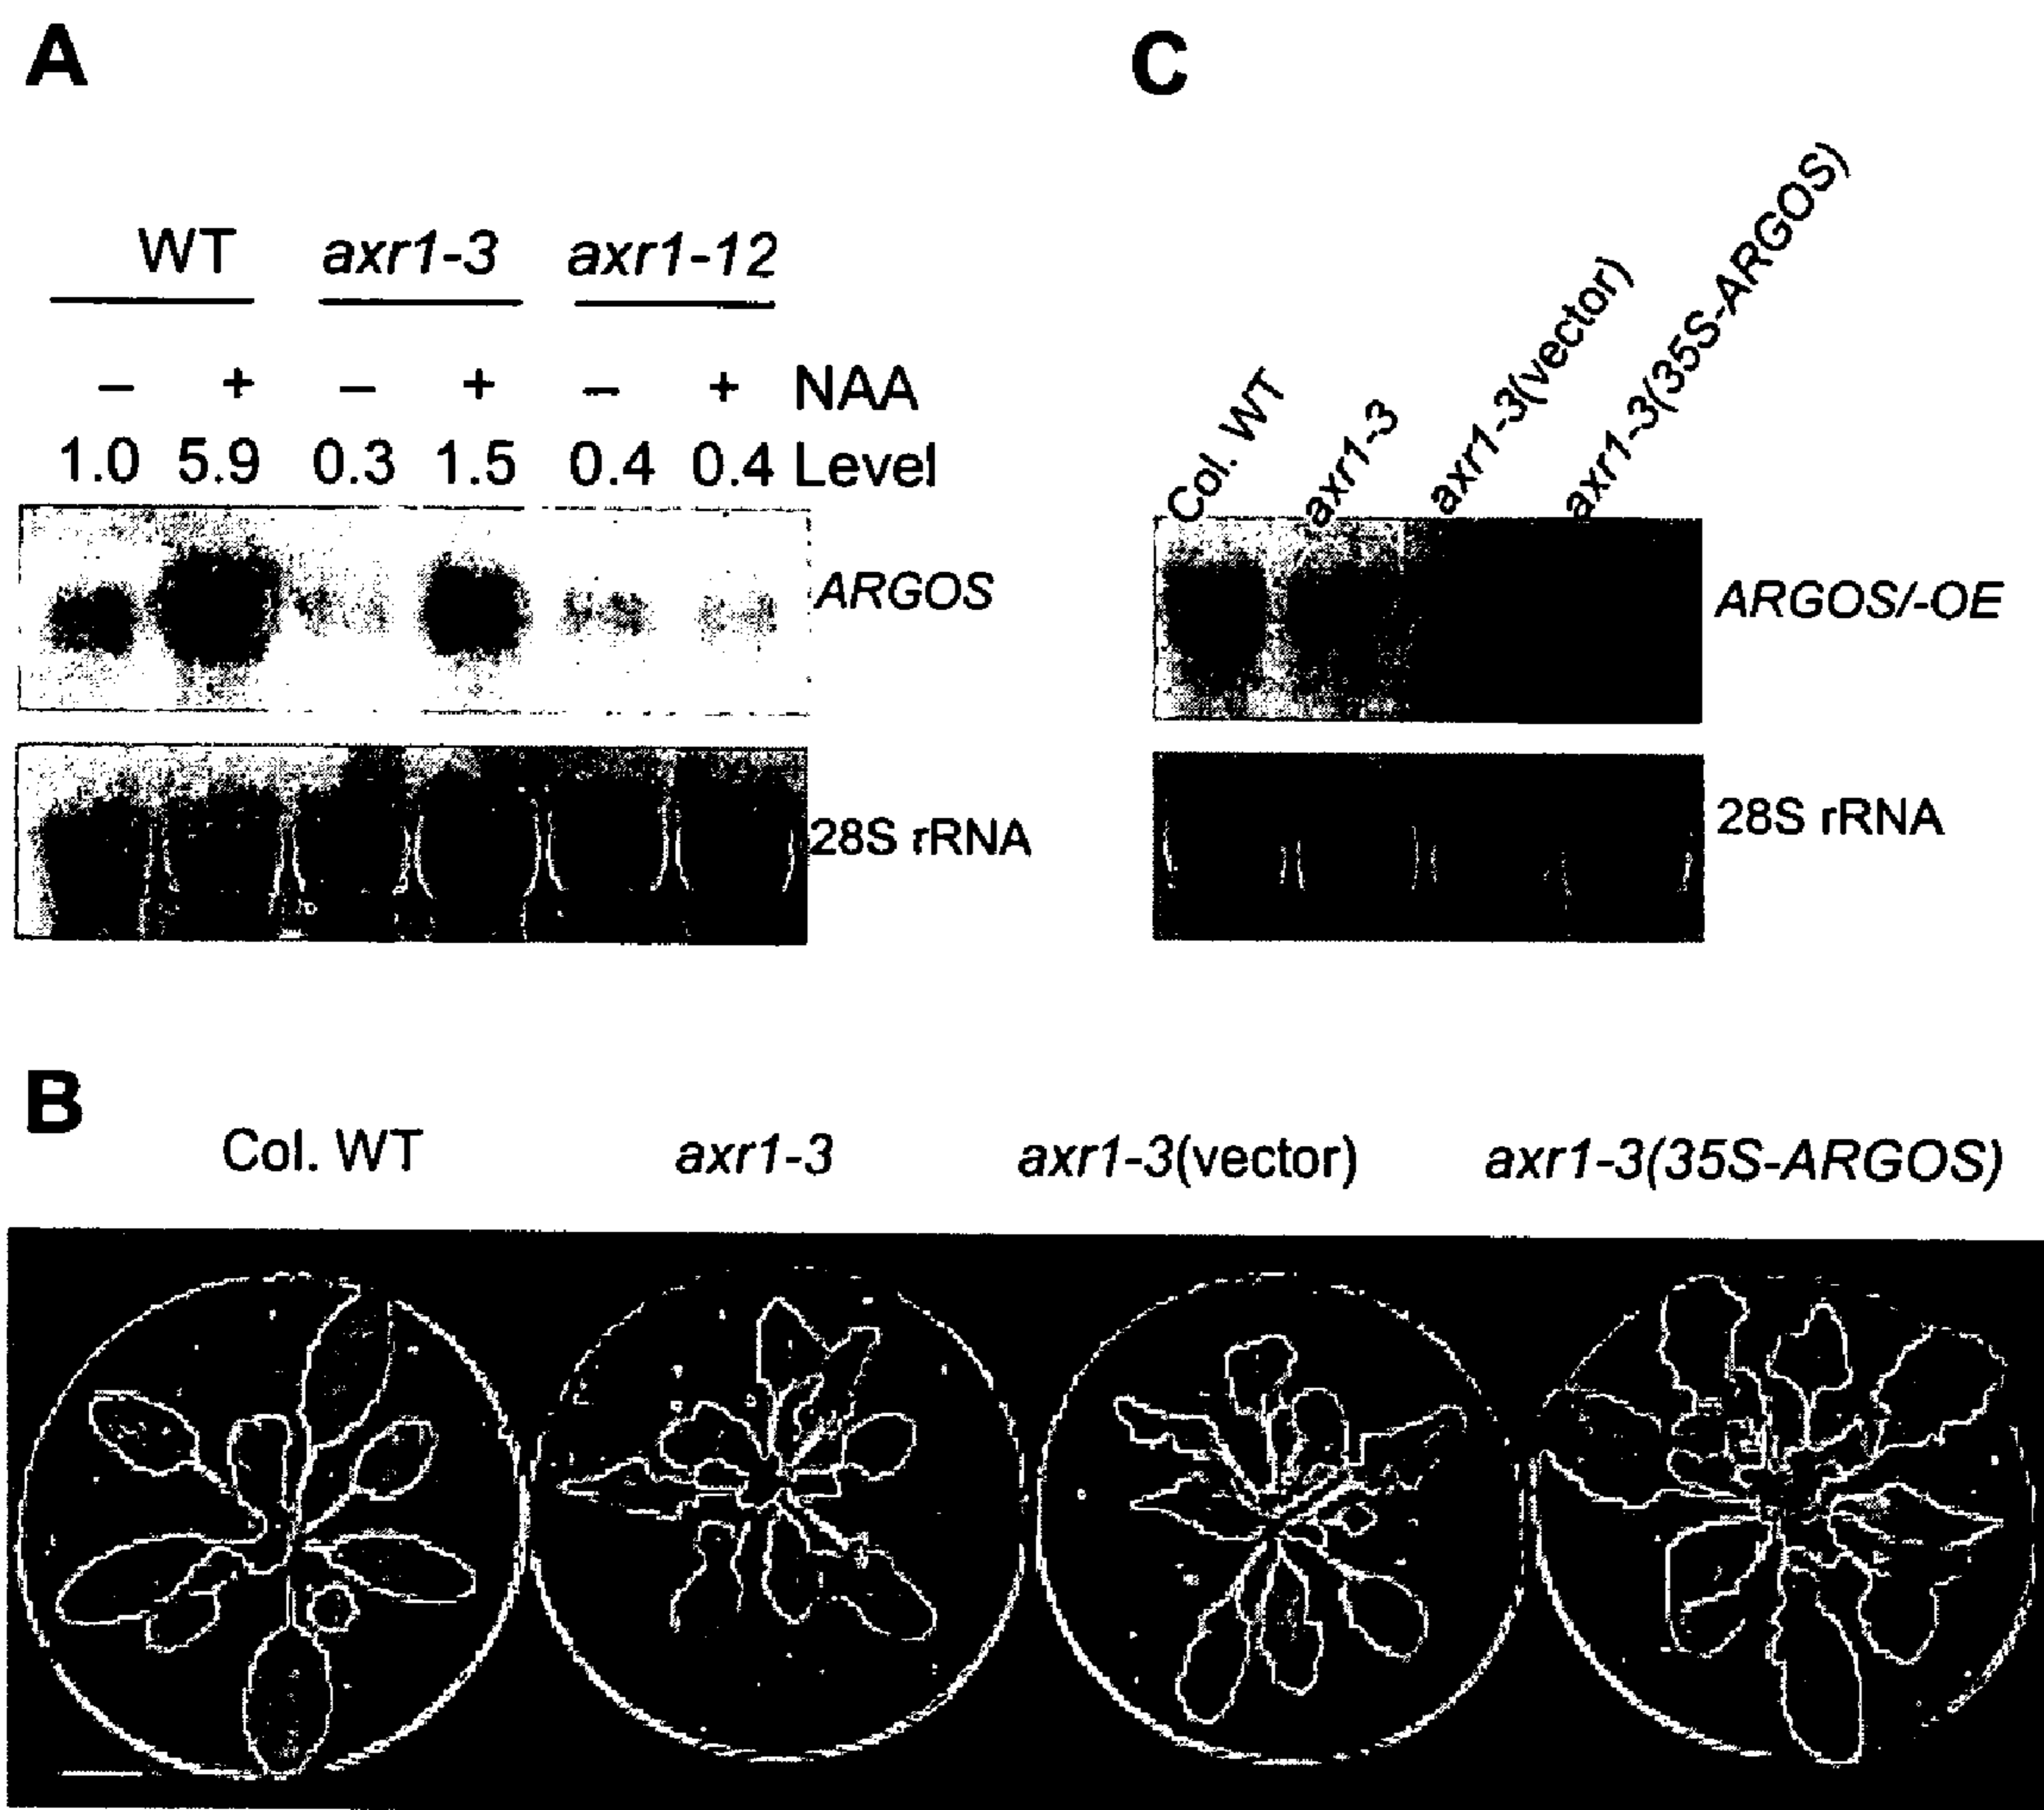 A
WT axr1-3 axr1-12
– + – + – + NAA
1.0 5.9 0.3 1.5 0.4 0.4 Level
ARGOS
28S rRNA
C
Col. WT
axr1-3
axr1-3(vector)
axr1-3(35S-ARGOS)
ARGOS/-OE
28S rRNA
B
Col. WT axr1-3 axr1-3(vector) axr1-3(35S-ARGOS)